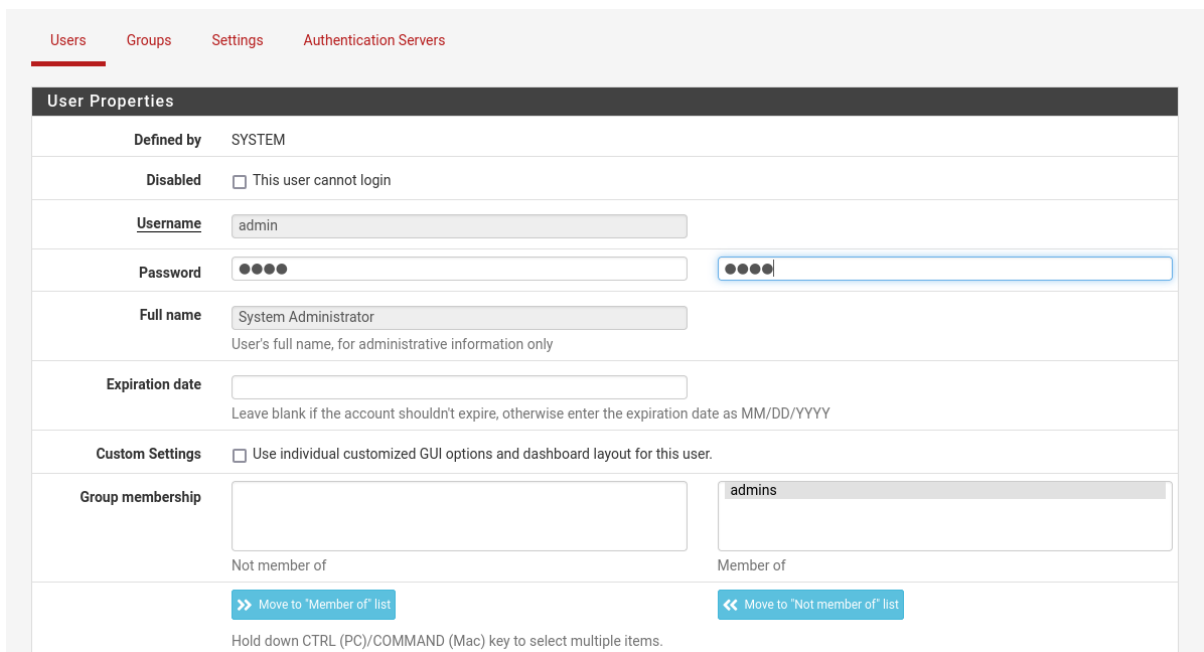 Users Groups Settings Authentication Servers
User Properties
Defined by SYSTEM
Disabled This user cannot login
Username admin
Password ●●●● ●●●●
Full name System Administrator
User's full name, for administrative information only
Expiration date
Leave blank if the account shouldn't expire, otherwise enter the expiration date as MM/DD/YYYY
Custom Settings Use individual customized GUI options and dashboard layout for this user.
Group membership admins
Not member of Member of
Move to "Member of" list Move to "Not member of" list
Hold down CTRL (PC)/COMMAND (Mac) key to select multiple items.